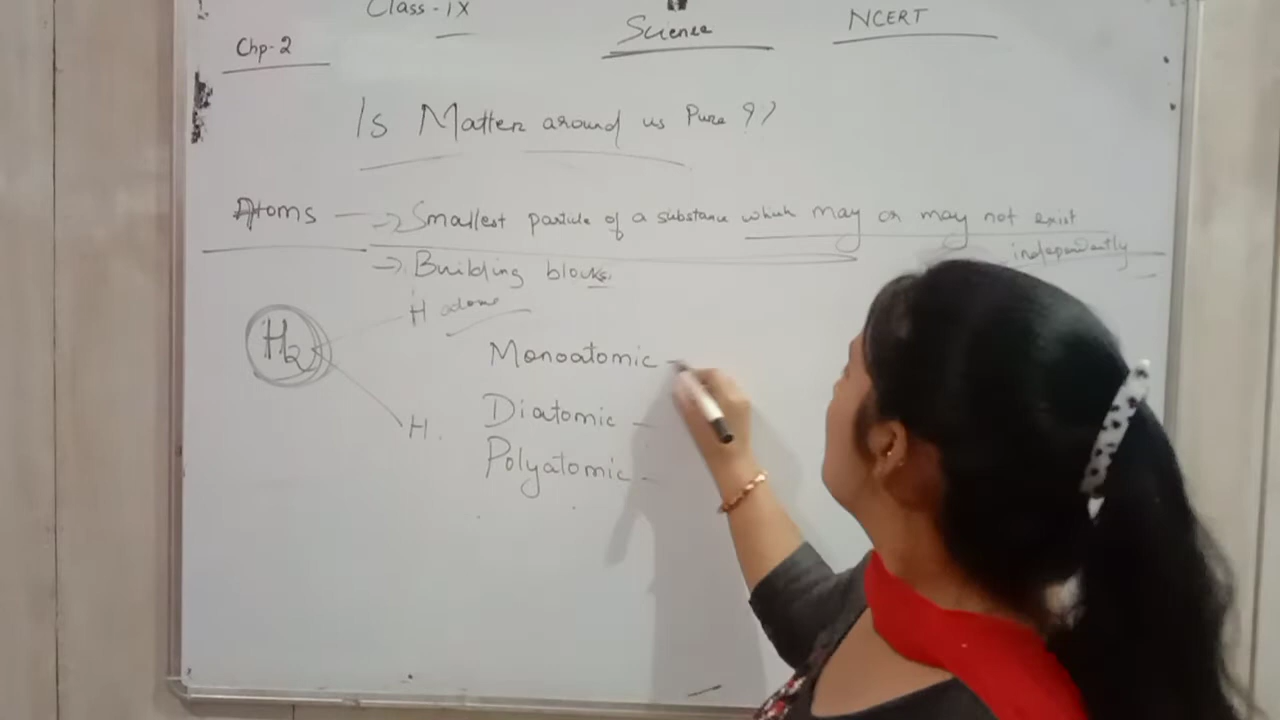 Class - IX
Science
NCERT
Chp-2
Is Matter around us Pure ??
Atoms → Smallest particle of a substance which may or may not exist
independently
→ Building blocks.
H atoms
H2
Monoatomic -
Diatomic -
H.
Polyatomic -